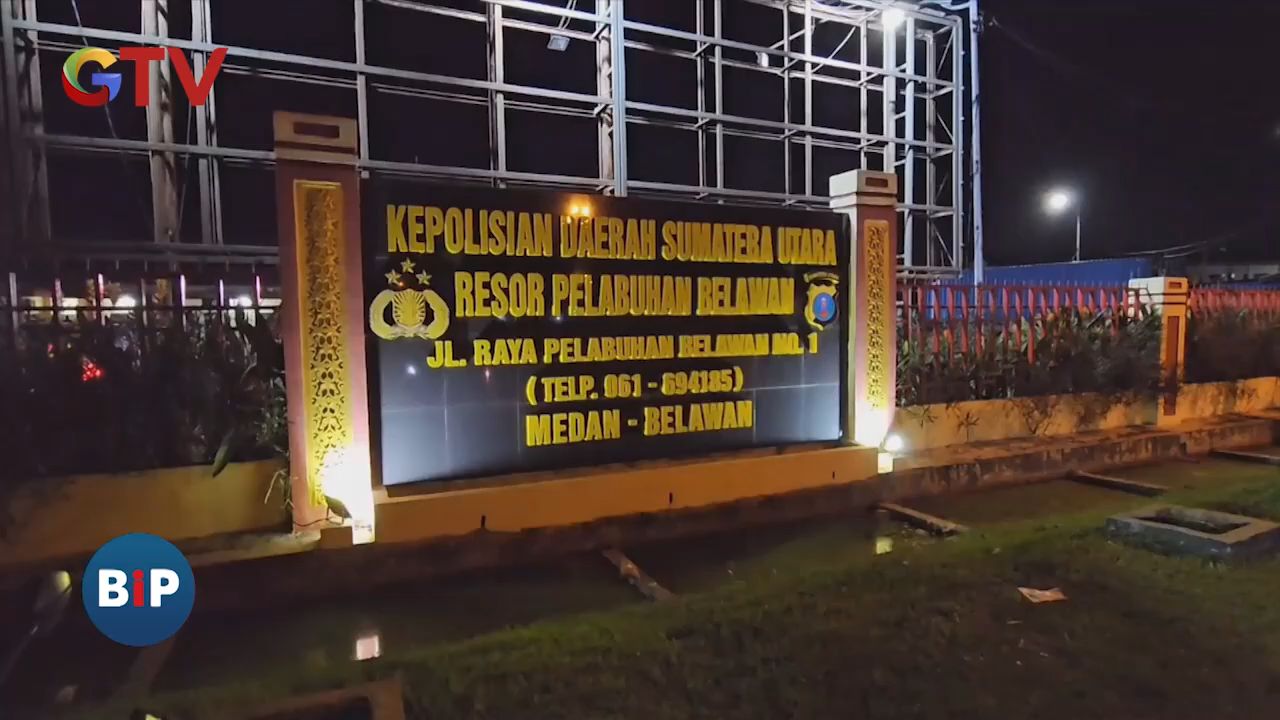 GTV
KEPOLISIAN DAERAH SUMATERA UTARA
RESOR PELABUHAN BELAWAN
JL. RAYA PELABUHAN BELAWAN NO. 1
(TELP. 061 - 694185)
MEDAN - BELAWAN
BiP